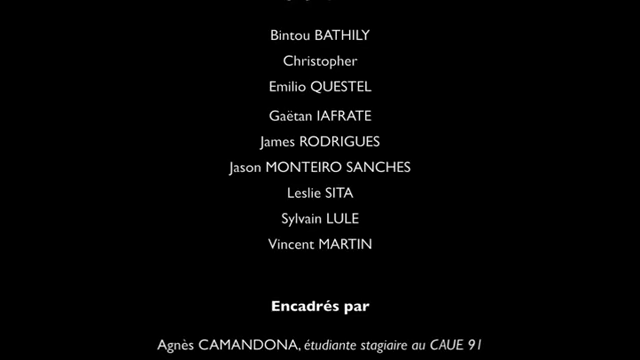 Bintou BATHILY
Christopher
Emilio QUESTEL
Gaëtan IAFRATE
James RODRIGUES
Jason MONTEIRO SANCHES
Leslie SITA
Sylvain LULE
Vincent MARTIN
Encadrés par
Agnès CAMANDONA, étudiante stagiaire au CAUE 91